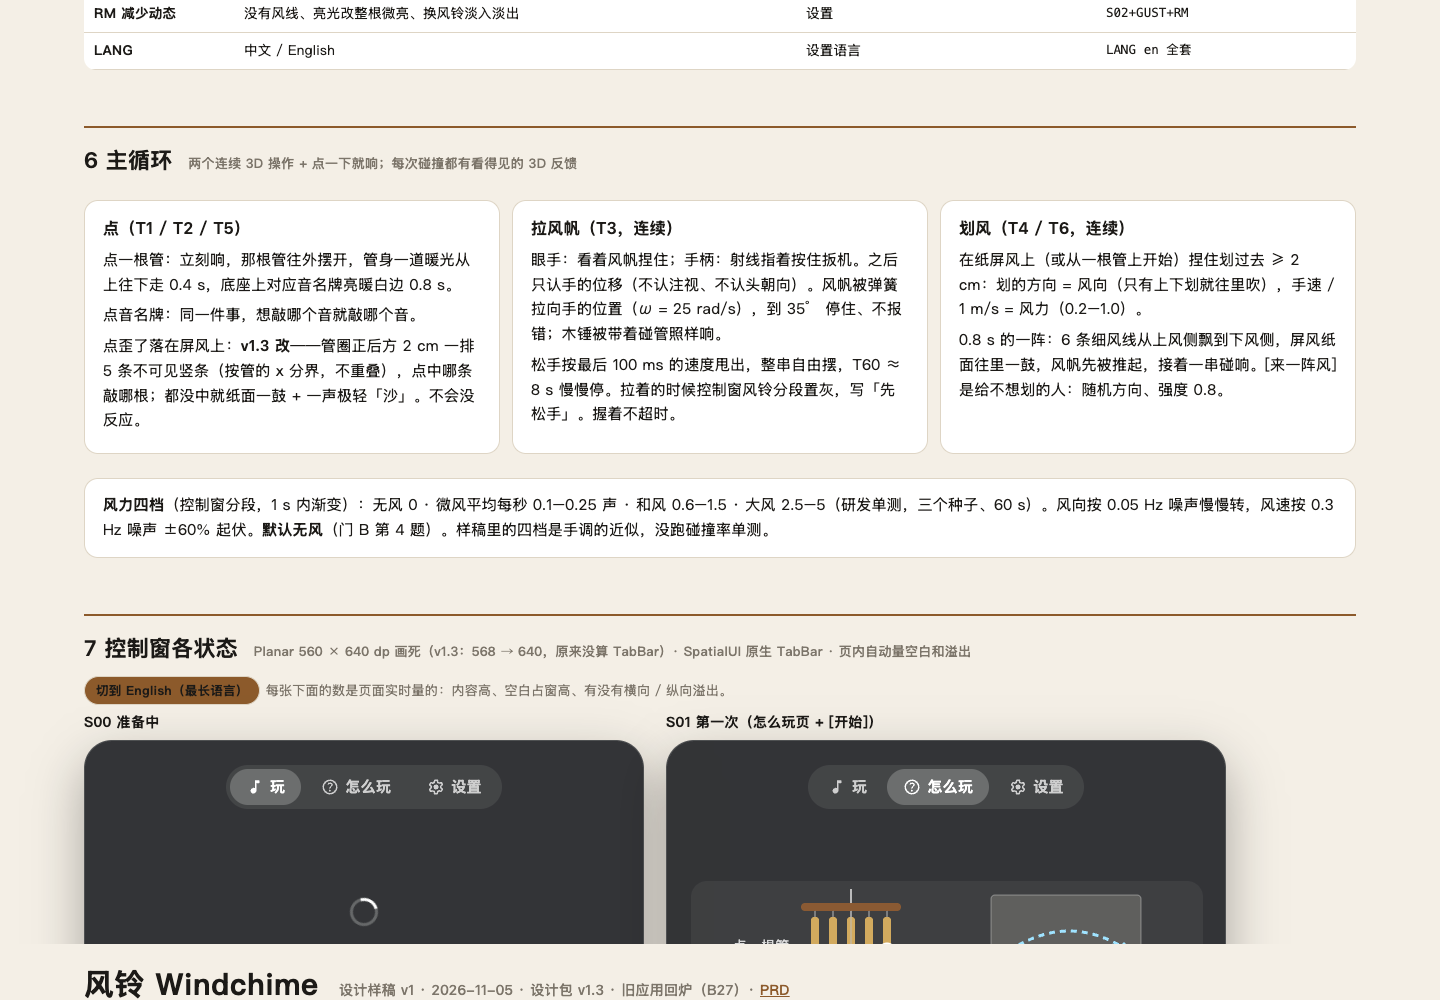 RM 减少动态 没有风线、亮光改整根微亮、换风铃淡入淡出 设置 S02+GUST+RM
LANG 中文 / English 设置语言 LANG en 全套
6 主循环 两个连续 3D 操作 + 点一下就响；每次碰撞都有看得见的 3D 反馈
点（T1 / T2 / T5）
点一根管：立刻响，那根管往外摆开，管身一道暖光从
上往下走 0.4 s，底座上对应音名牌亮暖白边 0.8 s。
点音名牌：同一件事，想敲哪个音就敲哪个音。
点歪了落在屏风上：v1.3 改——管圈正后方 2 cm 一排
5 条不可见竖条（按管的 x 分界，不重叠），点中哪条
敲哪根；都没中就纸面一鼓 + 一声极轻「沙」。不会没
反应。
拉风帆（T3，连续）
眼手：看着风帆捏住；手柄：射线指着按住扳机。之后
只认手的位移（不认注视、不认头朝向）。风帆被弹簧
拉向手的位置（ω = 25 rad/s），到 35° 停住、不报
错；木锤被带着碰管照样响。
松手按最后 100 ms 的速度甩出，整串自由摆，T60 ≈
8 s 慢慢停。拉着的时候控制窗风铃分段置灰，写「先
松手」。握着不超时。
划风（T4 / T6，连续）
在纸屏风上（或从一根管上开始）捏住划过去 ≥ 2
cm：划的方向 = 风向（只有上下划就往里吹），手速 /
1 m/s = 风力（0.2–1.0）。
0.8 s 的一阵：6 条细风线从上风侧飘到下风侧，屏风纸
面往里一鼓，风帆先被推起，接着一串碰响。[来一阵风]
是给不想划的人：随机方向、强度 0.8。
风力四档（控制窗分段，1 s 内渐变）：无风 0 · 微风平均每秒 0.1–0.25 声 · 和风 0.6–1.5 · 大风 2.5–5（研发单测，三个种子、60 s）。风向按 0.05 Hz 噪声慢慢转，风速按 0.3
Hz 噪声 ±60% 起伏。默认无风（门 B 第 4 题）。样稿里的四档是手调的近似，没跑碰撞率单测。
7 控制窗各状态 Planar 560 × 640 dp 画死（v1.3：568 → 640，原来没算 TabBar）· SpatialUI 原生 TabBar · 页内自动量空白和溢出
切到 English（最长语言） 每张下面的数是页面实时量的：内容高、空白占窗高、有没有横向 / 纵向溢出。
S00 准备中
S01 第一次（怎么玩页 + [开始]）
玩 怎么玩 设置
玩 怎么玩 设置
风铃 Windchime 设计样稿 v1 · 2026-11-05 · 设计包 v1.3 · 旧应用回炉（B27）· PRD